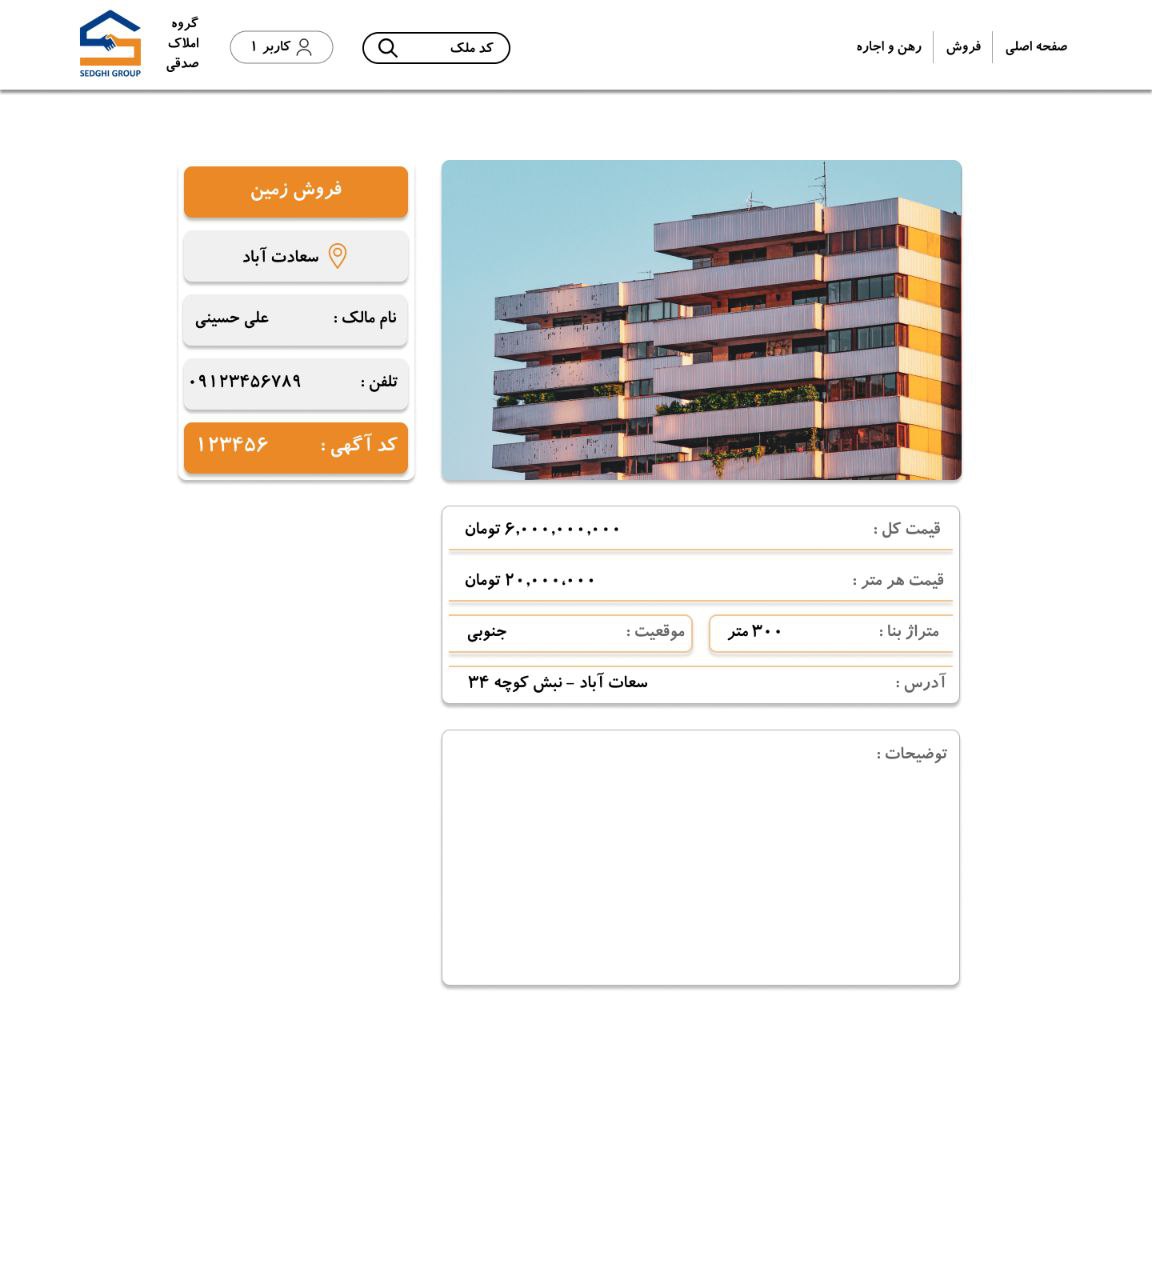 صفحه اصلی
فروش
رهن و اجاره
کد ملک
کاربر ۱
گروه
املاک
صدقی
SEDGHI GROUP
فروش زمین
سعادت آباد
نام مالک : علی حسینی
تلفن : ۰۹۱۲۳۴۵۶۷۸۹
کد آگهی : ۱۲۳۴۵۶
قیمت کل : ۶,۰۰۰,۰۰۰,۰۰۰ تومان
قیمت هر متر : ۲۰,۰۰۰,۰۰۰ تومان
متراژ بنا : ۳۰۰ متر
موقعیت : جنوبی
آدرس : سعات آباد – نبش کوچه ۳۴
توضیحات :